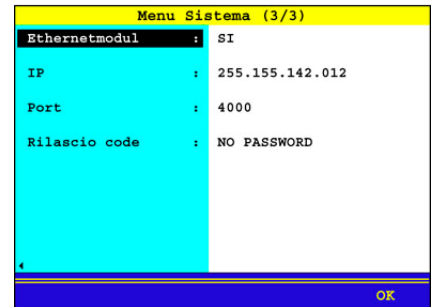 Menu Sistema (3/3)
Ethernetmodul : SI
IP : 255.155.142.012
Port : 4000
Rilascio code : NO PASSWORD
OK